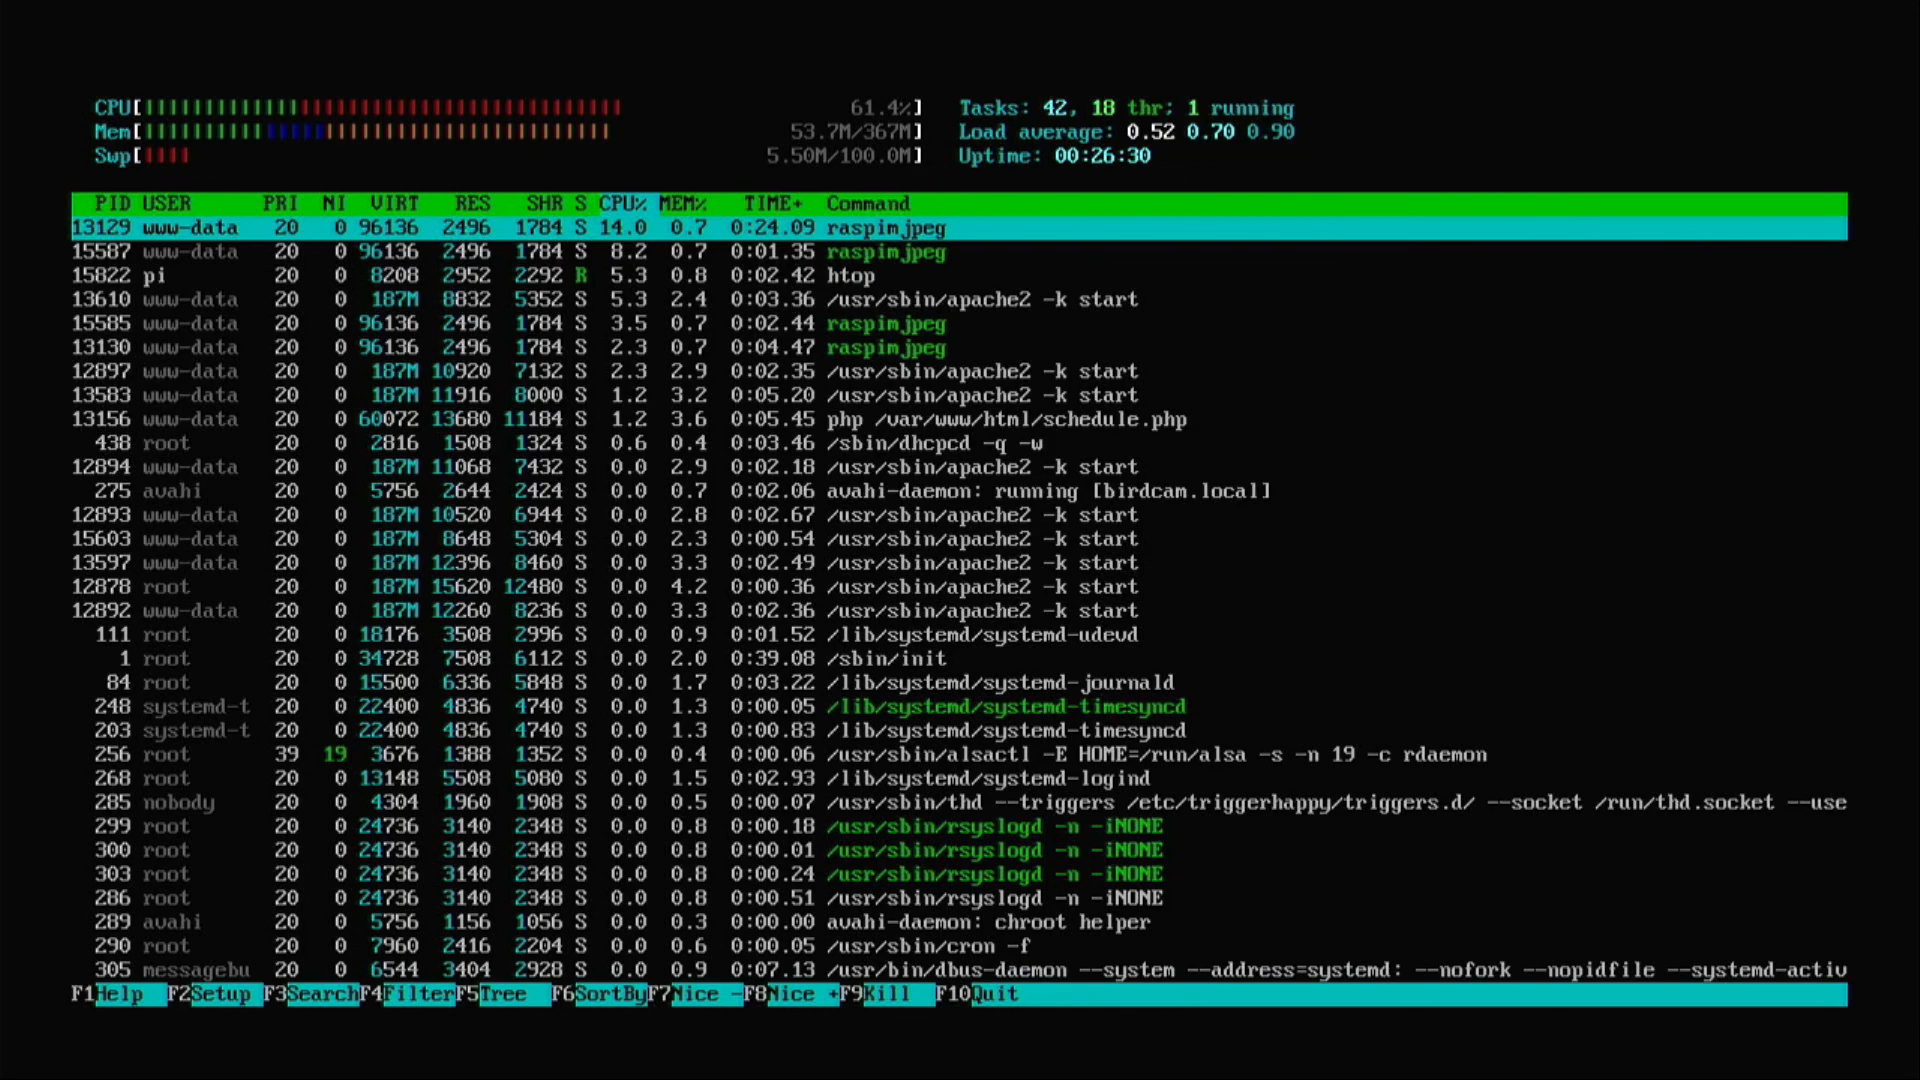 CPU[|||||||||||||||||||||||||||||||||||||||| 61.4%] Tasks: 42, 18 thr; 1 running
Mem[||||||||||||||||||||||||||||||||||||||| 53.7M/367M] Load average: 0.52 0.70 0.90
Swp[|||| 5.50M/100.0M] Uptime: 00:26:30
PID USER PRI NI VIRT RES SHR S CPU% MEM% TIME+ Command
13129 www-data 20 0 96136 2496 1784 S 14.0 0.7 0:24.09 raspimjpeg
15587 www-data 20 0 96136 2496 1784 S 8.2 0.7 0:01.35 raspimjpeg
15822 pi 20 0 8208 2952 2292 R 5.3 0.8 0:02.42 htop
13610 www-data 20 0 187M 8832 5352 S 5.3 2.4 0:03.36 /usr/sbin/apache2 -k start
15585 www-data 20 0 96136 2496 1784 S 3.5 0.7 0:02.44 raspimjpeg
13130 www-data 20 0 96136 2496 1784 S 2.3 0.7 0:04.47 raspimjpeg
12897 www-data 20 0 187M 10920 7132 S 2.3 2.9 0:02.35 /usr/sbin/apache2 -k start
13583 www-data 20 0 187M 11916 8000 S 1.2 3.2 0:05.20 /usr/sbin/apache2 -k start
13156 www-data 20 0 60072 13680 11184 S 1.2 3.6 0:05.45 php /var/www/html/schedule.php
438 root 20 0 2816 1508 1324 S 0.6 0.4 0:03.46 /sbin/dhcpcd -q -w
12894 www-data 20 0 187M 11068 7432 S 0.0 2.9 0:02.18 /usr/sbin/apache2 -k start
275 avahi 20 0 5756 2644 2424 S 0.0 0.7 0:02.06 avahi-daemon: running [birdcam.local]
12893 www-data 20 0 187M 10520 6944 S 0.0 2.8 0:02.67 /usr/sbin/apache2 -k start
15603 www-data 20 0 187M 8648 5304 S 0.0 2.3 0:00.54 /usr/sbin/apache2 -k start
13597 www-data 20 0 187M 12396 8460 S 0.0 3.3 0:02.49 /usr/sbin/apache2 -k start
12878 root 20 0 187M 15620 12480 S 0.0 4.2 0:00.36 /usr/sbin/apache2 -k start
12892 www-data 20 0 187M 12260 8236 S 0.0 3.3 0:02.36 /usr/sbin/apache2 -k start
111 root 20 0 18176 3508 2996 S 0.0 0.9 0:01.52 /lib/systemd/systemd-udevd
1 root 20 0 34728 7508 6112 S 0.0 2.0 0:39.08 /sbin/init
84 root 20 0 15500 6336 5848 S 0.0 1.7 0:03.22 /lib/systemd/systemd-journald
248 systemd-t 20 0 22400 4836 4740 S 0.0 1.3 0:00.05 /lib/systemd/systemd-timesyncd
203 systemd-t 20 0 22400 4836 4740 S 0.0 1.3 0:00.83 /lib/systemd/systemd-timesyncd
256 root 39 19 3676 1388 1352 S 0.0 0.4 0:00.06 /usr/sbin/alsactl -E HOME=/run/alsa -s -n 19 -c rdaemon
268 root 20 0 13148 5508 5080 S 0.0 1.5 0:02.93 /lib/systemd/systemd-logind
285 nobody 20 0 4304 1960 1908 S 0.0 0.5 0:00.07 /usr/sbin/thd --triggers /etc/triggerhappy/triggers.d/ --socket /run/thd.socket --use
299 root 20 0 24736 3140 2348 S 0.0 0.8 0:00.18 /usr/sbin/rsyslogd -n -iNONE
300 root 20 0 24736 3140 2348 S 0.0 0.8 0:00.01 /usr/sbin/rsyslogd -n -iNONE
303 root 20 0 24736 3140 2348 S 0.0 0.8 0:00.24 /usr/sbin/rsyslogd -n -iNONE
286 root 20 0 24736 3140 2348 S 0.0 0.8 0:00.51 /usr/sbin/rsyslogd -n -iNONE
289 avahi 20 0 5756 1156 1056 S 0.0 0.3 0:00.00 avahi-daemon: chroot helper
290 root 20 0 7960 2416 2204 S 0.0 0.6 0:00.05 /usr/sbin/cron -f
305 messagebu 20 0 6544 3404 2928 S 0.0 0.9 0:07.13 /usr/bin/dbus-daemon --system --address=systemd: --nofork --nopidfile --systemd-activ
F1Help F2Setup F3SearchF4FilterF5Tree F6SortByF7Nice -F8Nice +F9Kill F10Quit